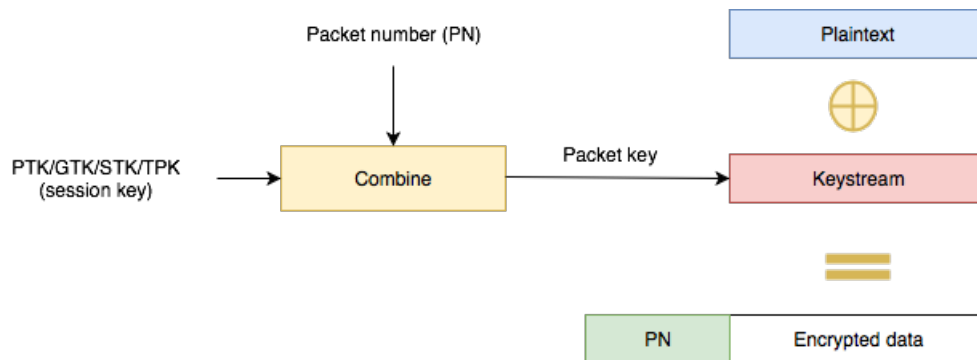 Packet number (PN)
Plaintext
PTK/GTK/STK/TPK
(session key)
Combine
Packet key
Keystream
PN
Encrypted data